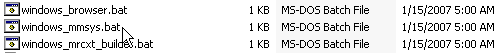 windows_browser.bat 1 KB MS-DOS Batch File 1/15/2007 5:00 AM
windows_mmsys.bat 1 KB MS-DOS Batch File 1/15/2007 5:00 AM
windows_mrcxt_builder.bat 1 KB MS-DOS Batch File 1/15/2007 5:00 AM